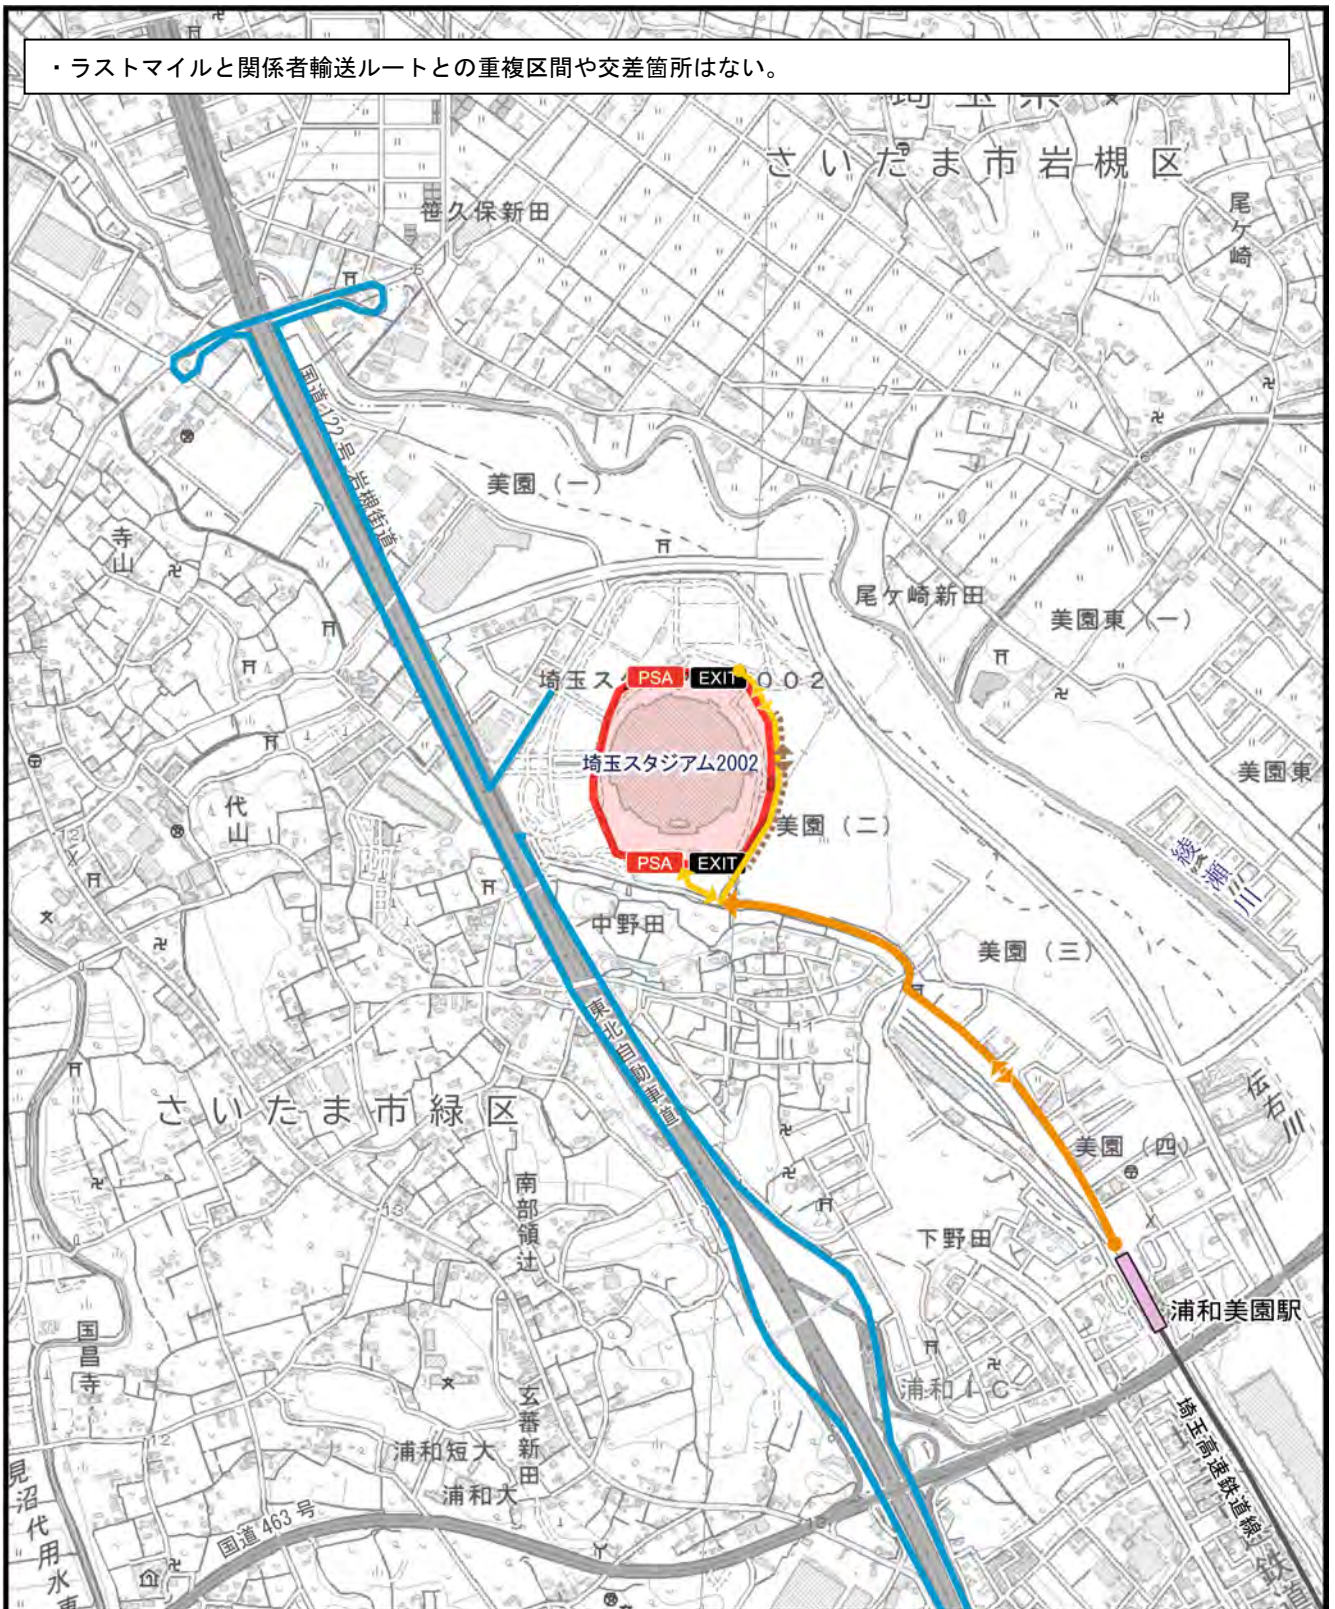 ・ラストマイルと関係者輸送ルートとの重複区間や交差箇所はない。
埼玉県
さいたま市岩槻区
笹久保新田
尾ケ崎
国道122号 岩槻街道
美園（一）
寺山
尾ケ崎新田
美園東（一）
PSA
EXIT
埼玉スタジアム2002
美園東
代山
美園（二）
PSA
EXIT
綾瀬川
中野田
美園（三）
東北自動車道
さいたま市緑区
伝右川
美園（四）
南部領辻
下野田
浦和美園駅
国昌寺
浦和IC
玄蕃新田
浦和短大
浦和大
埼玉高速鉄道線
見沼代用水東
国道463号
鉄道